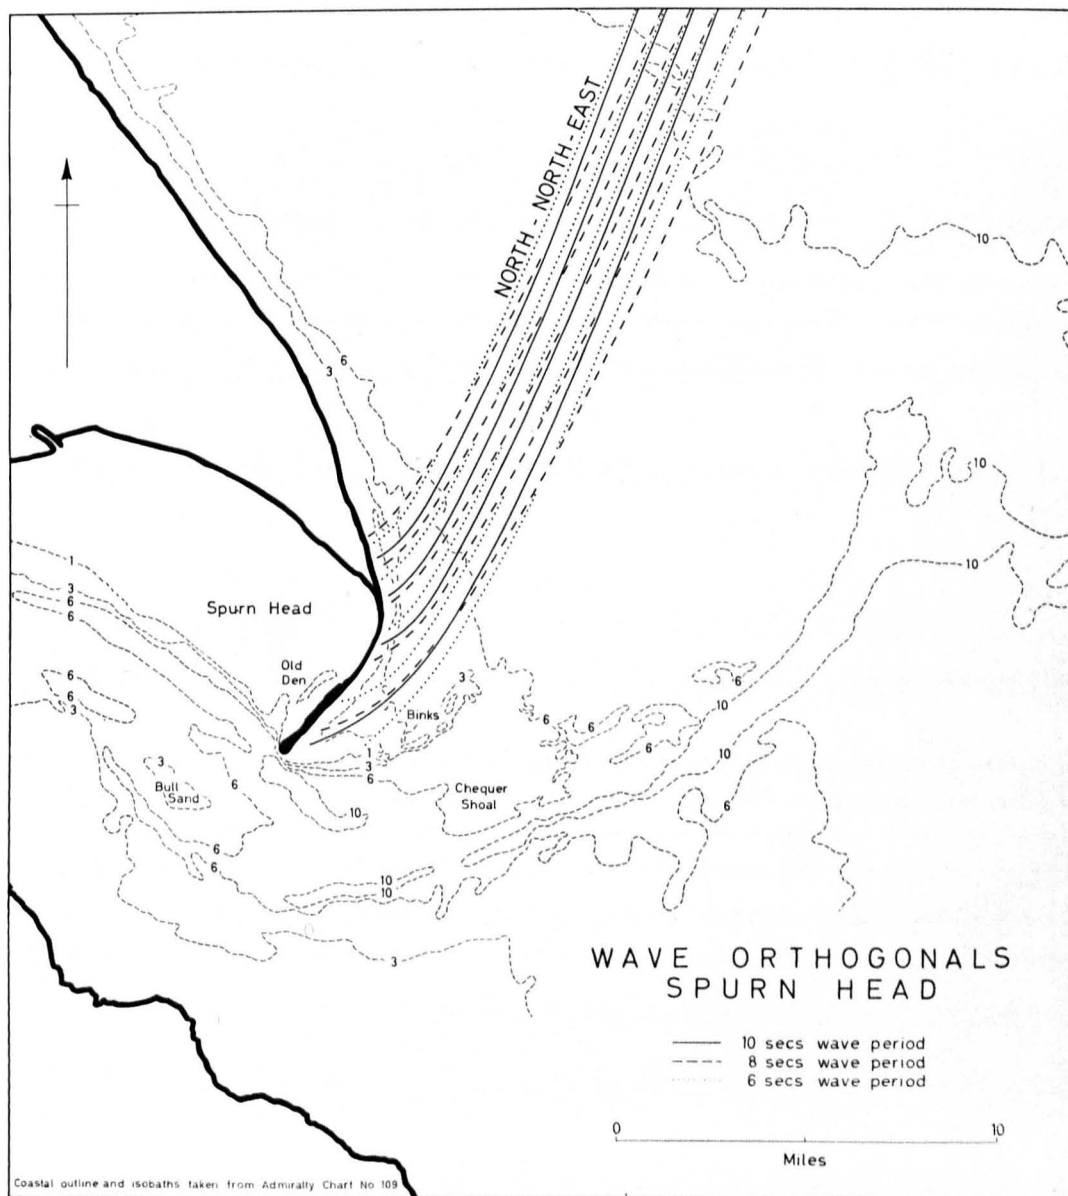 NORTH - NORTH - EAST
10
6
3
10
10
1
3
6
6
Spurn Head
Old
Den
6
6
3
3
6
10
Binks
6
6
6
10
10
3
Bull
Sand
6
1
3
6
Chequer
Shoal
6
10
6
6
10
10
3
WAVE ORTHOGONALS
SPURN HEAD
10 secs wave period
8 secs wave period
6 secs wave period
0 10
Miles
Coastal outline and isobaths taken from Admiralty Chart No 109